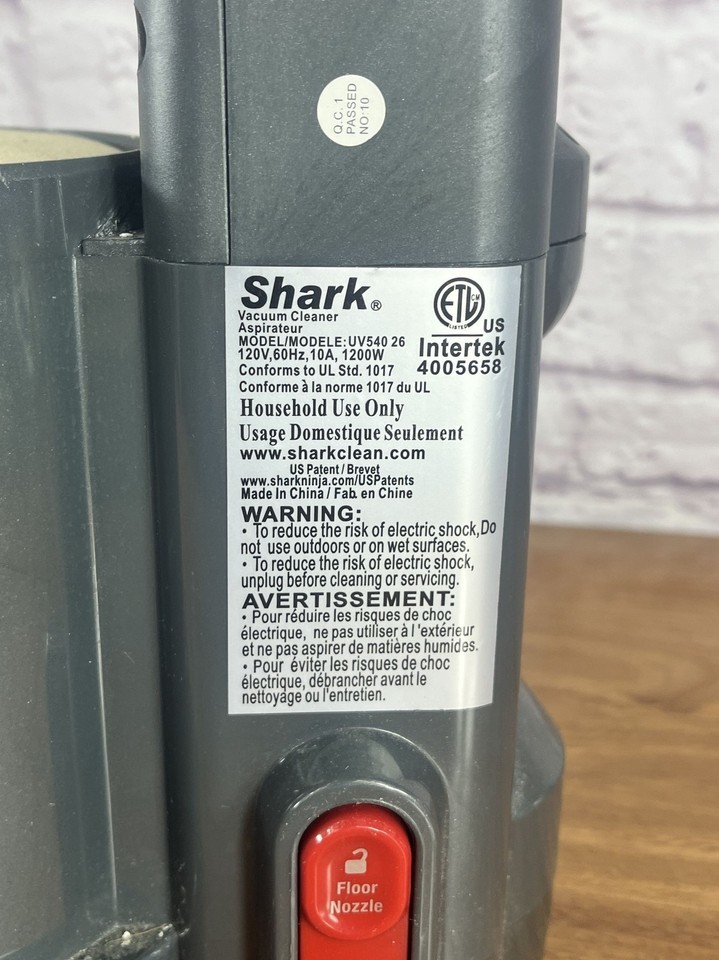 Q.C.1
PASSED
NO:10
Shark®
Vacuum Cleaner
Aspirateur
MODEL/MODELE:UV540 26
120V,60Hz,10A, 1200W
Conforms to UL Std. 1017
Conforme à la norme 1017 du UL
ETL CM
LISTED
US
Intertek
4005658
Household Use Only
Usage Domestique Seulement
www.sharkclean.com
US Patent / Brevet
www.sharkninja.com/USPatents
Made In China / Fab. en Chine
WARNING:
· To reduce the risk of electric shock,Do
not use outdoors or on wet surfaces.
· To reduce the risk of electric shock,
unplug before cleaning or servicing.
AVERTISSEMENT:
· Pour réduire les risques de choc
électrique, ne pas utiliser à l'extérieur
et ne pas aspirer de matières humides.
· Pour éviter les risques de choc
électrique, débrancher avant le
nettoyage ou l'entretien.
Floor
Nozzle